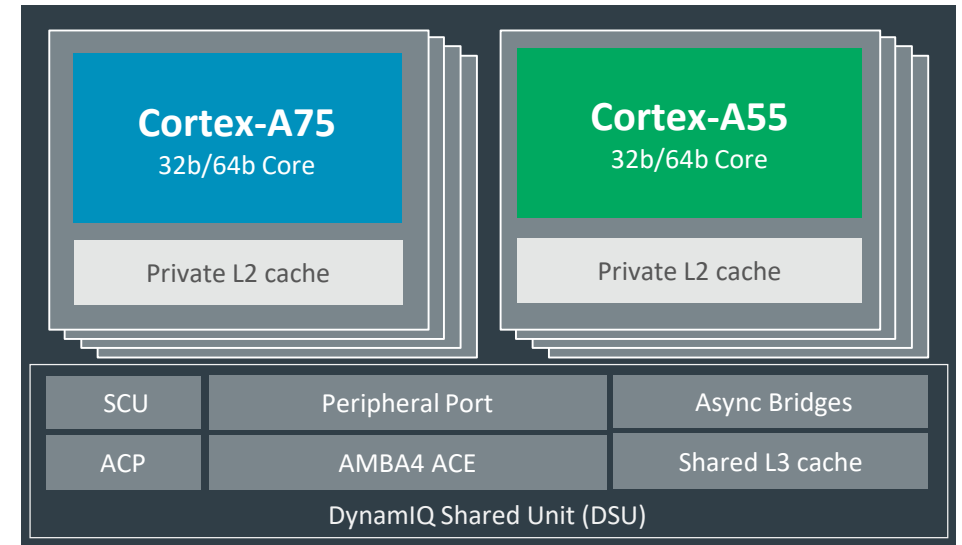 Cortex-A75
32b/64b Core
Private L2 cache
Cortex-A55
32b/64b Core
Private L2 cache
SCU
Peripheral Port
Async Bridges
ACP
AMBA4 ACE
Shared L3 cache
DynamIQ Shared Unit (DSU)